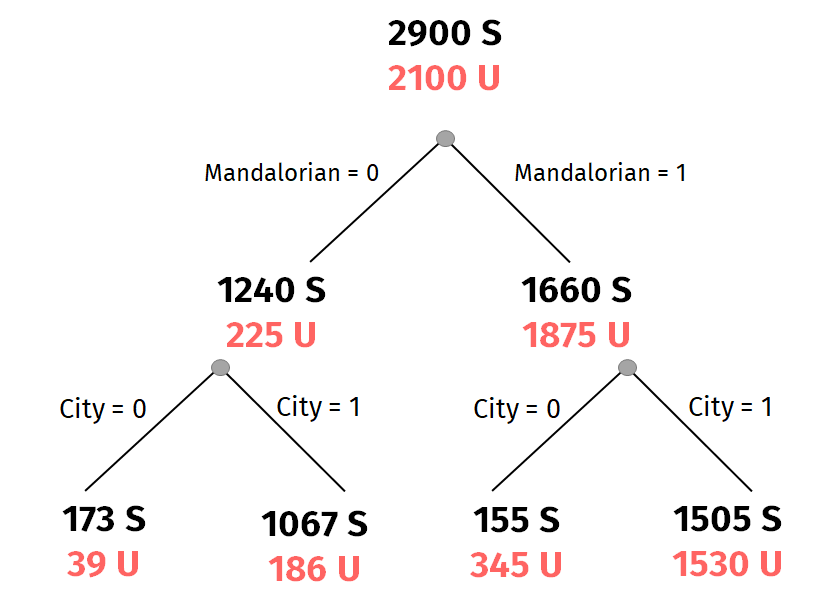 2900 S
2100 U
Mandalorian = 0
Mandalorian = 1
1240 S
225 U
1660 S
1875 U
City = 0
City = 1
City = 0
City = 1
173 S
39 U
1067 S
186 U
155 S
345 U
1505 S
1530 U